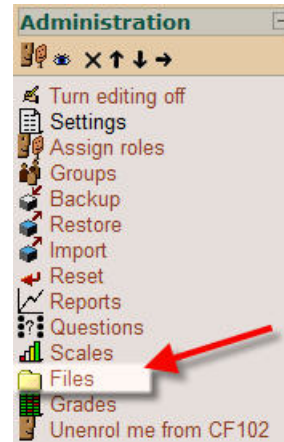 Administration
Turn editing off
Settings
Assign roles
Groups
Backup
Restore
Import
Reset
Reports
Questions
Scales
Files
Grades
Unenrol me from CF102